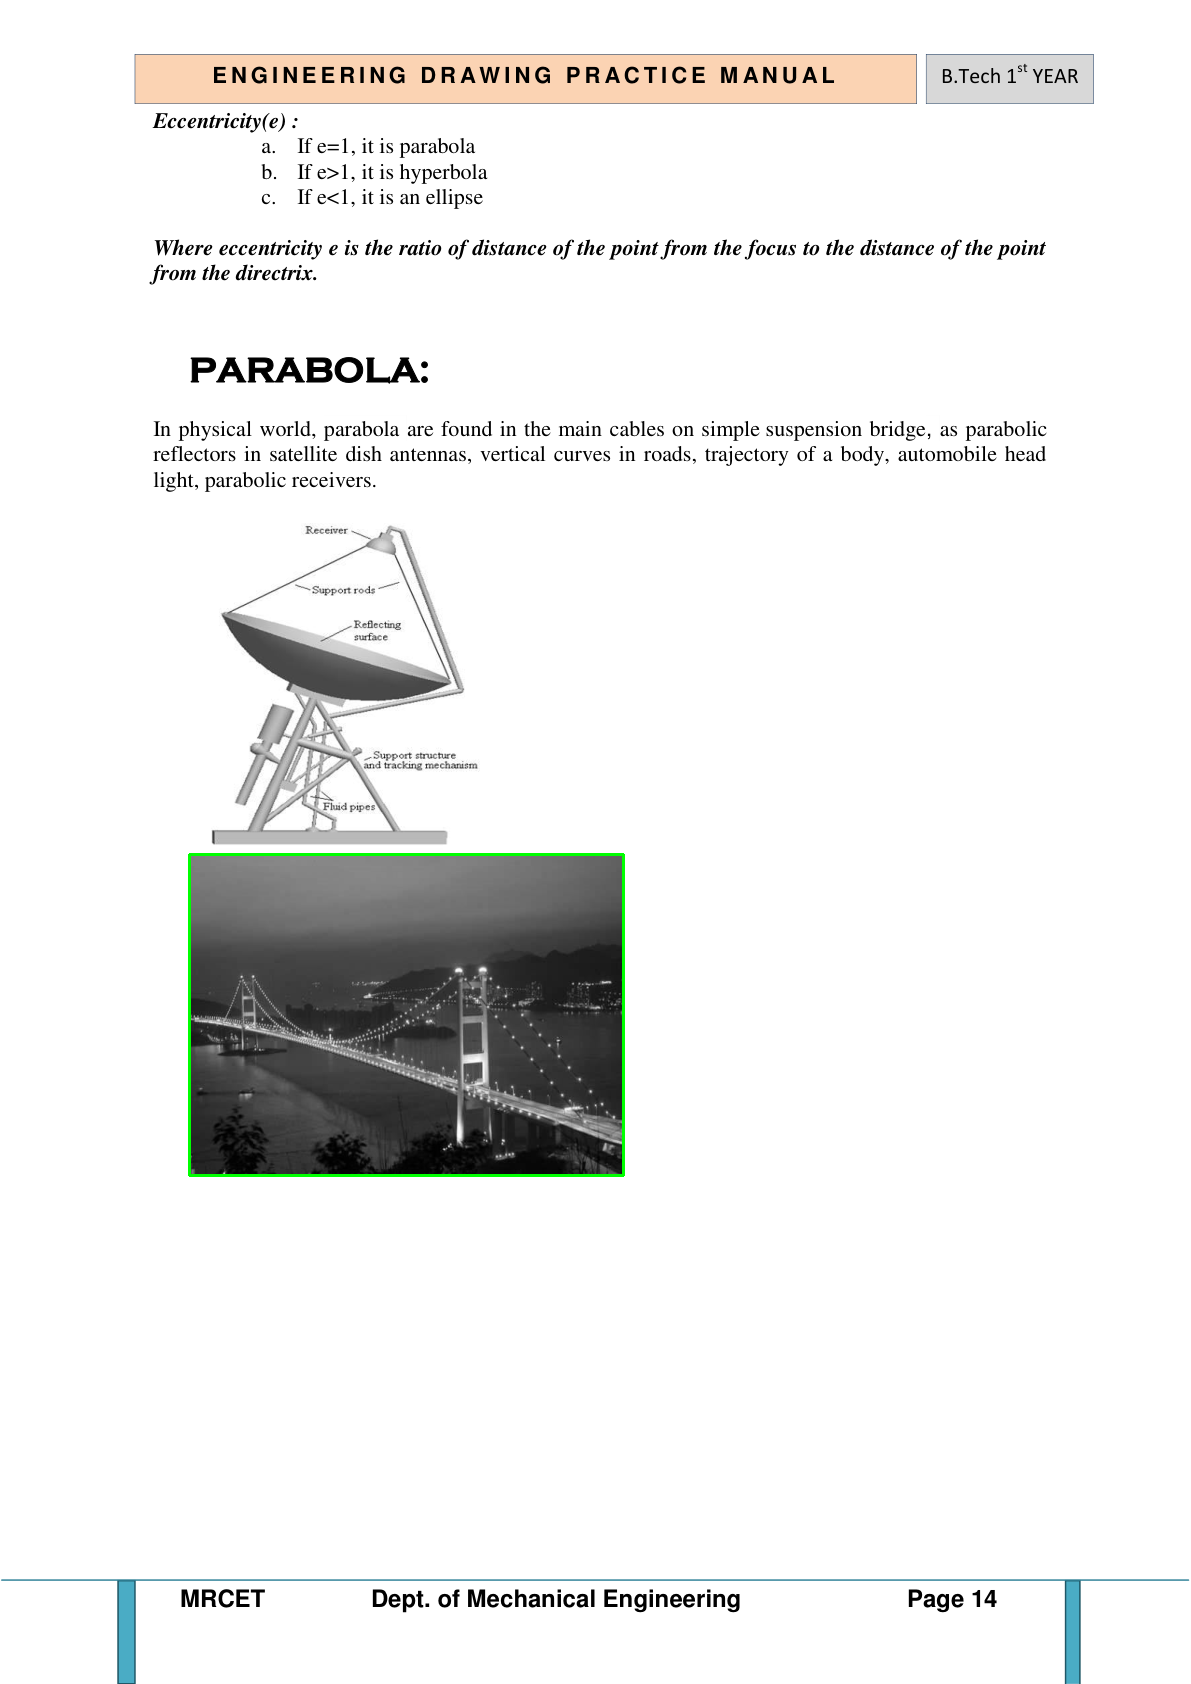 ENGINEERING DRAWING PRACTICE MANUAL
B.Tech 1st YEAR
Eccentricity(e) :
a. If e=1, it is parabola
b. If e>1, it is hyperbola
c. If e<1, it is an ellipse
Where eccentricity e is the ratio of distance of the point from the focus to the distance of the point
from the directrix.
PARABOLA:
In physical world, parabola are found in the main cables on simple suspension bridge, as parabolic
reflectors in satellite dish antennas, vertical curves in roads, trajectory of a body, automobile head
light, parabolic receivers.
Receiver
Support rods
Reflecting
surface
Support structure
and tracking mechanism
Fluid pipes
MRCET Dept. of Mechanical Engineering Page 14